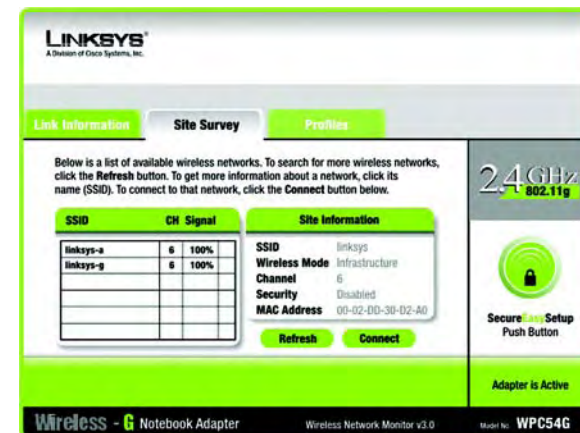 LINKSYS®
A Division of Cisco Systems, Inc.
Link Information Site Survey Profiles
Below is a list of available wireless networks. To search for more wireless networks,
click the Refresh button. To get more information about a network, click its
name (SSID). To connect to that network, click the Connect button below.
2.4GHz
802.11g
SSID CH Signal
linksys-a 6 100%
linksys-g 6 100%
Site Information
SSID linksys
Wireless Mode Infrastructure
Channel 6
Security Disabled
MAC Address 00-02-DD-30-D2-A0
Refresh Connect
SecureEasySetup
Push Button
Adapter is Active
Wireless - G Notebook Adapter Wireless Network Monitor v3.0 Model No. WPC54G